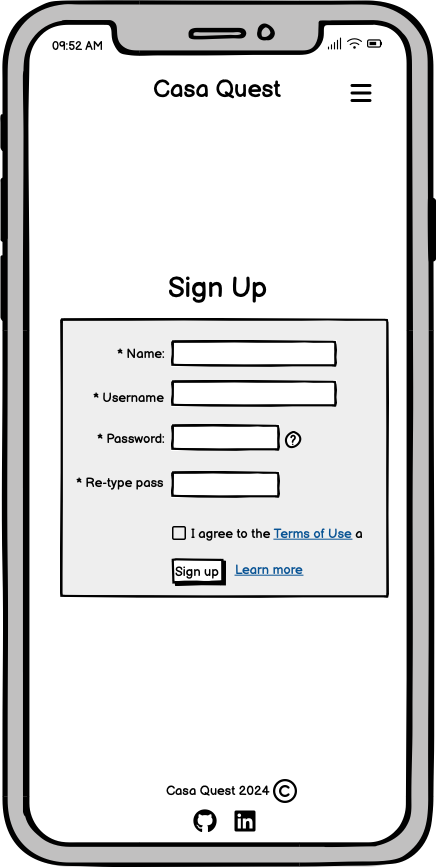 09:52 AM
Casa Quest
Sign Up
* Name:
* Username
* Password: ?
* Re-type pass
I agree to the Terms of Use a
Sign up Learn more
Casa Quest 2024 ©
in